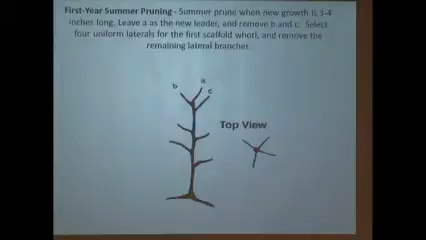 First-Year Summer Pruning - Summer prune when new growth is 3-4
inches long. Leave a as the new leader, and remove b and c. Select
four uniform laterals for the first scaffold whorl, and remove the
remaining lateral branches.
a
b
c
Top View